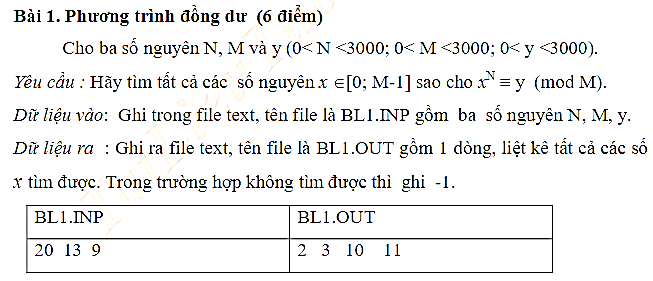 Bài 1. Phương trình đồng dư (6 điểm)
Cho ba số nguyên N, M và y (0< N <3000; 0< M <3000; 0< y <3000).
Yêu cầu : Hãy tìm tất cả các số nguyên x ∈[0; M-1] sao cho xᴺ ≡ y (mod M).
Dữ liệu vào: Ghi trong file text, tên file là BL1.INP gồm ba số nguyên N, M, y.
Dữ liệu ra : Ghi ra file text, tên file là BL1.OUT gồm 1 dòng, liệt kê tất cả các số
x tìm được. Trong trường hợp không tìm được thì ghi -1.
BL1.INP BL1.OUT
20 13 9 2 3 10 11